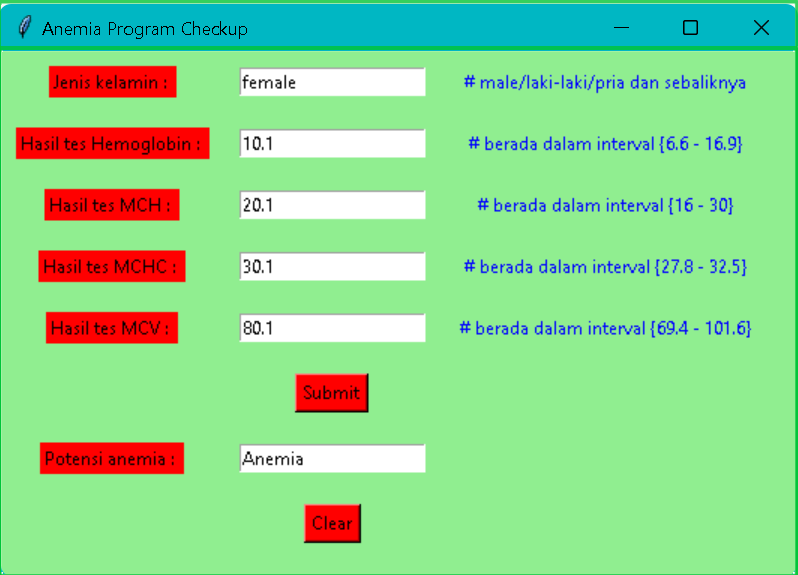 Anemia Program Checkup
Jenis kelamin : female # male/laki-laki/pria dan sebaliknya
Hasil tes Hemoglobin : 10.1 # berada dalam interval {6.6 - 16.9}
Hasil tes MCH : 20.1 # berada dalam interval {16 - 30}
Hasil tes MCHC : 30.1 # berada dalam interval {27.8 - 32.5}
Hasil tes MCV : 80.1 # berada dalam interval {69.4 - 101.6}
Submit
Potensi anemia : Anemia
Clear